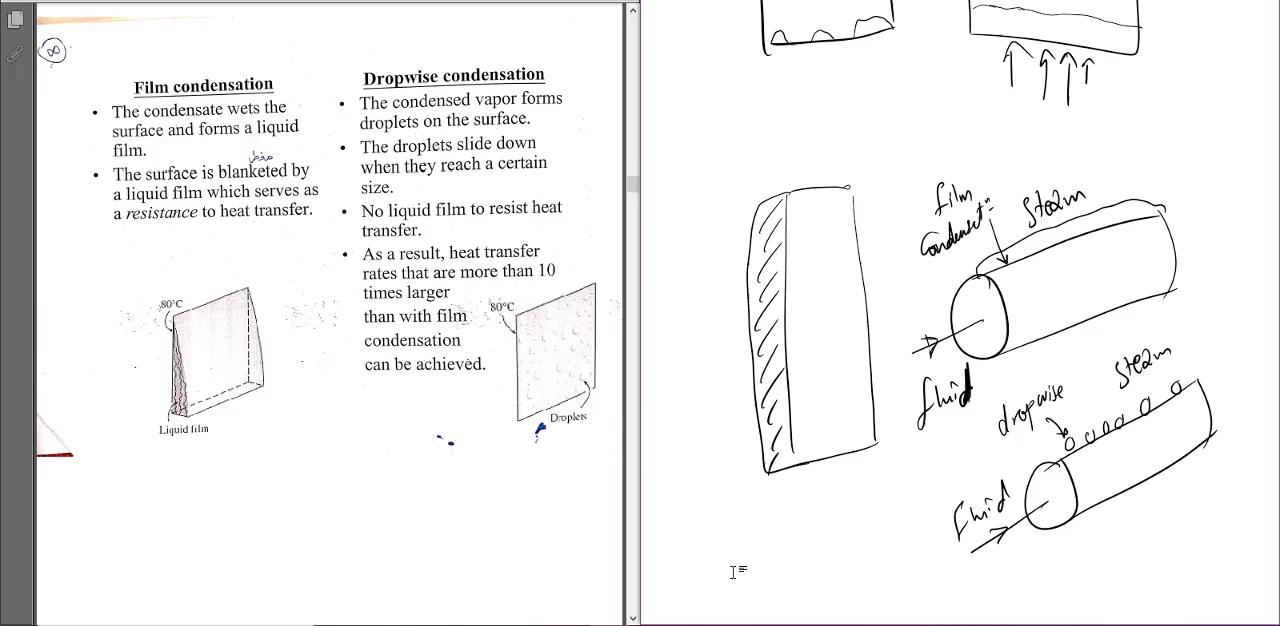 ∞
Film condensation
• The condensate wets the
surface and forms a liquid
film.
• The surface is blanketed by
a liquid film which serves as
a resistance to heat transfer.
80°C
Liquid film
Dropwise condensation
• The condensed vapor forms
droplets on the surface.
• The droplets slide down
when they reach a certain
size.
• No liquid film to resist heat
transfer.
• As a result, heat transfer
rates that are more than 10
times larger
than with film
condensation
can be achieved.
80°C
Droplets
film
steam
fluid
dropwise
steam
fluid